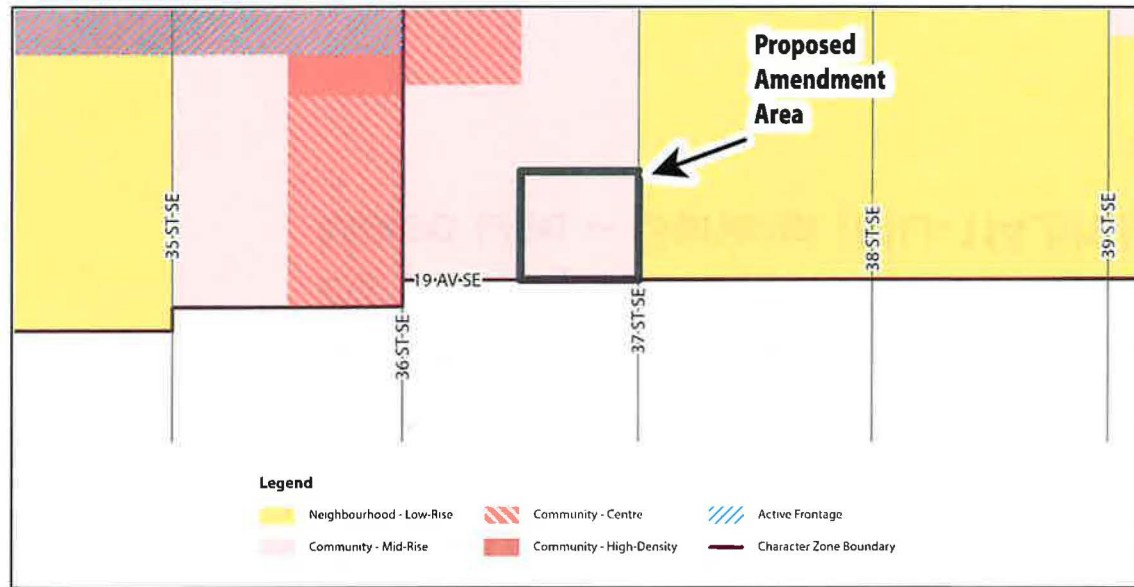 Proposed
Amendment
Area
35-ST-SE
19-AV-SE
36-ST-SE
37-ST-SE
38-ST-SE
39-ST-SE
Legend
Neighbourhood - Low-Rise
Community - Centre
Active Frontage
Community - Mid-Rise
Community - High-Density
Character Zone Boundary